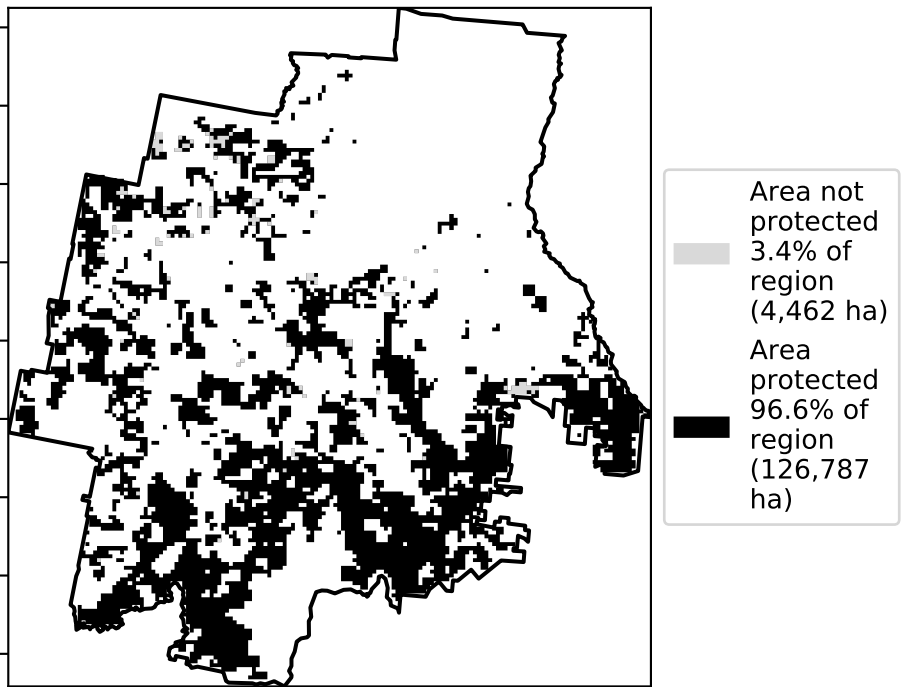 Area not
protected
3.4% of
region
(4,462 ha)
Area
protected
96.6% of
region
(126,787
ha)